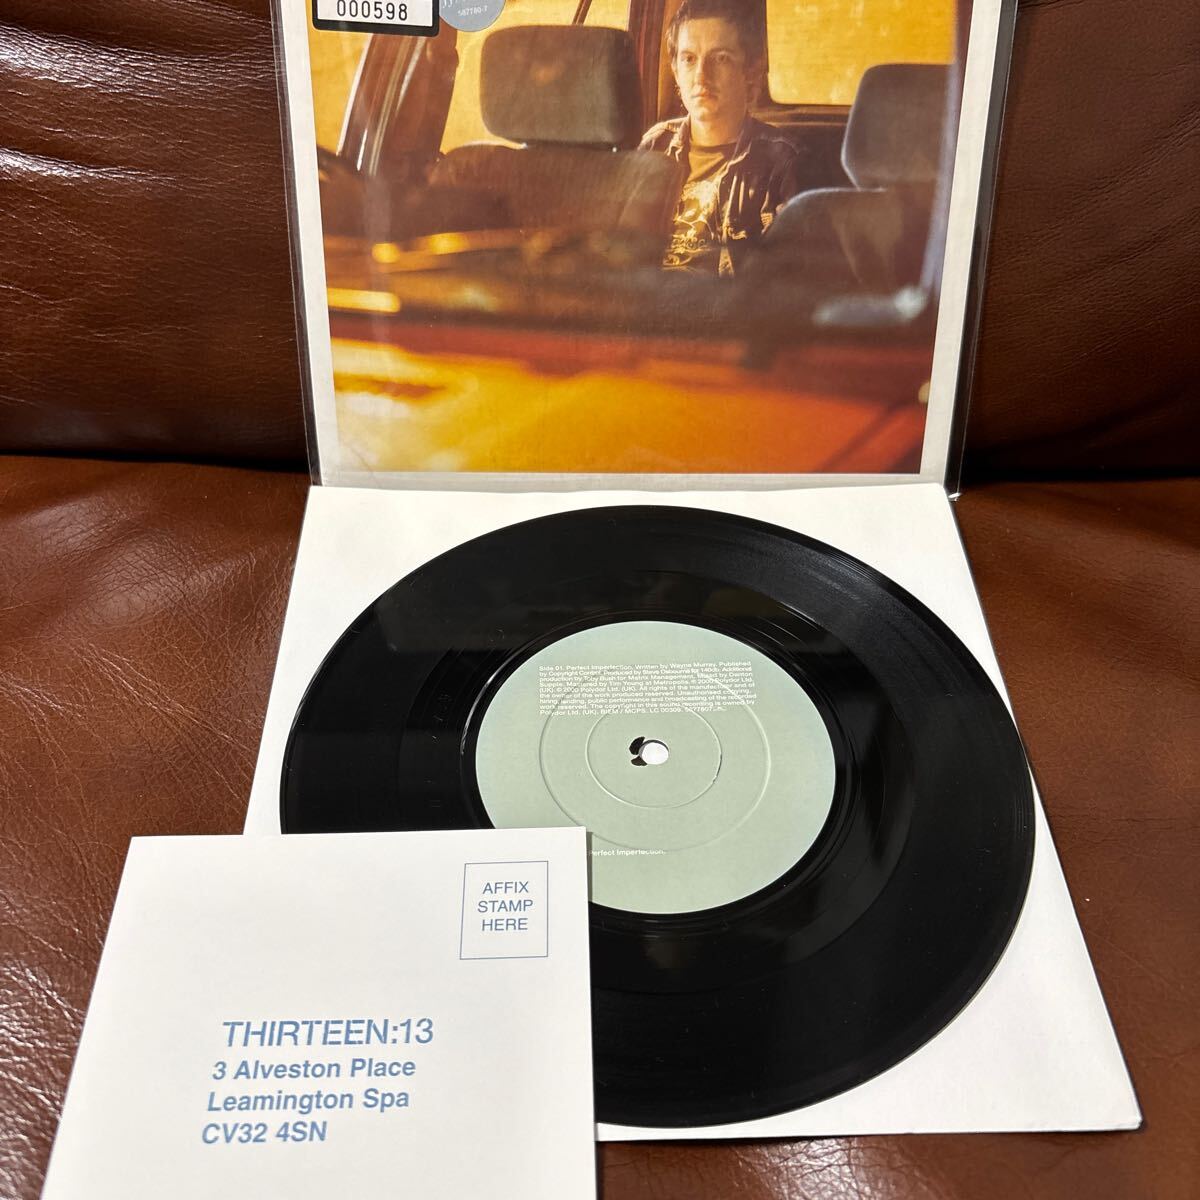 000598
587780-7
Side 01. Perfect Imperfection. Written by Wayne Murray. Published
by Copyright Control. Produced by Steve Osbourne for 140db. Additional
production by Toby Bush for Matrix Management. Mixed by Danton
Supple. Mastered by Tim Young at Metropolis. ℗ 2000 Polydor Ltd.
(UK). © 2000 Polydor Ltd. (UK). All rights of the manufacturer and of
the owner of the work produced reserved. Unauthorised copying,
hiring, lending, public performance and broadcasting of the recorded
work reserved. The copyright in this sound recording is owned by
Polydor Ltd. (UK). BIEM / MCPS. LC 00309. 5877807
Perfect Imperfection.
AFFIX
STAMP
HERE
THIRTEEN:13
3 Alveston Place
Leamington Spa
CV32 4SN